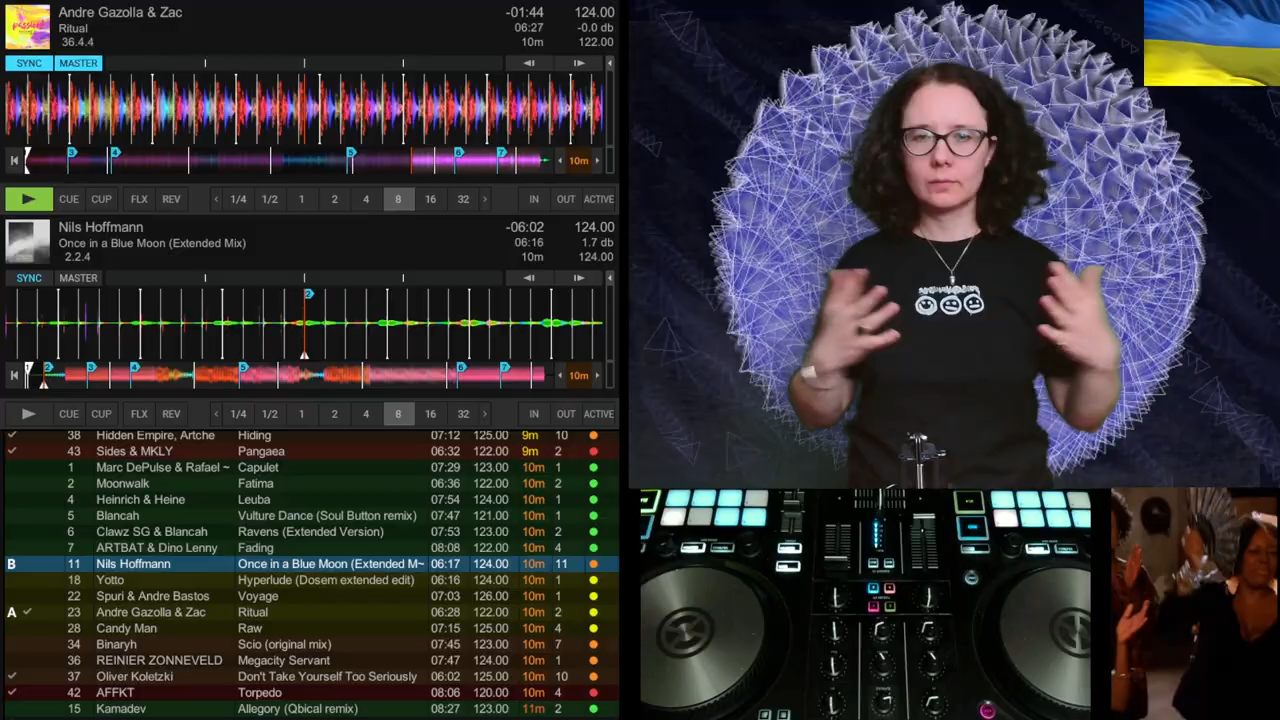 Andre Gazolla & Zac -01:44 124.00
Ritual 06:27 -0.0 db
36.4.4 10m 122.00
SYNC MASTER
3 4 5 6 7 10m
CUE CUP FLX REV 1/4 1/2 1 2 4 8 16 32 IN OUT ACTIVE
Nils Hoffmann -06:02 124.00
Once in a Blue Moon (Extended Mix) 06:16 1.7 db
2.2.4 10m 124.00
SYNC MASTER
2
1 2 3 4 5 6 7 10m
CUE CUP FLX REV 1/4 1/2 1 2 4 8 16 32 IN OUT ACTIVE
38 Hidden Empire, Artche Hiding 07:12 125.00 9m 10
43 Sides & MKLY Pangaea 06:32 122.00 9m 2
1 Marc DePulse & Rafael ~ Capulet 07:29 123.00 10m 1
2 Moonwalk Fatima 06:36 122.00 10m 2
4 Heinrich & Heine Leuba 07:54 124.00 10m 1
5 Blancah Vulture Dance (Soul Button remix) 07:47 121.00 10m 1
6 Clawz SG & Blancah Ravens (Extended Version) 07:53 123.00 10m 2
7 ARTBAT & Dino Lenny Fading 08:08 122.00 10m 4
B 11 Nils Hoffmann Once in a Blue Moon (Extended M~ 06:17 124.00 10m 11
18 Yotto Hyperlude (Dosem extended edit) 06:16 124.00 10m 1
22 Spuri & Andre Bastos Voyage 07:03 126.00 10m 1
A 23 Andre Gazolla & Zac Ritual 06:28 122.00 10m 2
28 Candy Man Raw 07:15 125.00 10m 4
34 Binaryh Scio (original mix) 07:45 123.00 10m 7
36 REINIER ZONNEVELD Megacity Servant 07:47 124.00 10m 1
37 Oliver Koletzki Don't Take Yourself Too Seriously 06:02 125.00 10m 10
42 AFFKT Torpedo 08:06 120.00 10m 4
15 Kamadev Allegory (Qbical remix) 08:27 123.00 11m 2